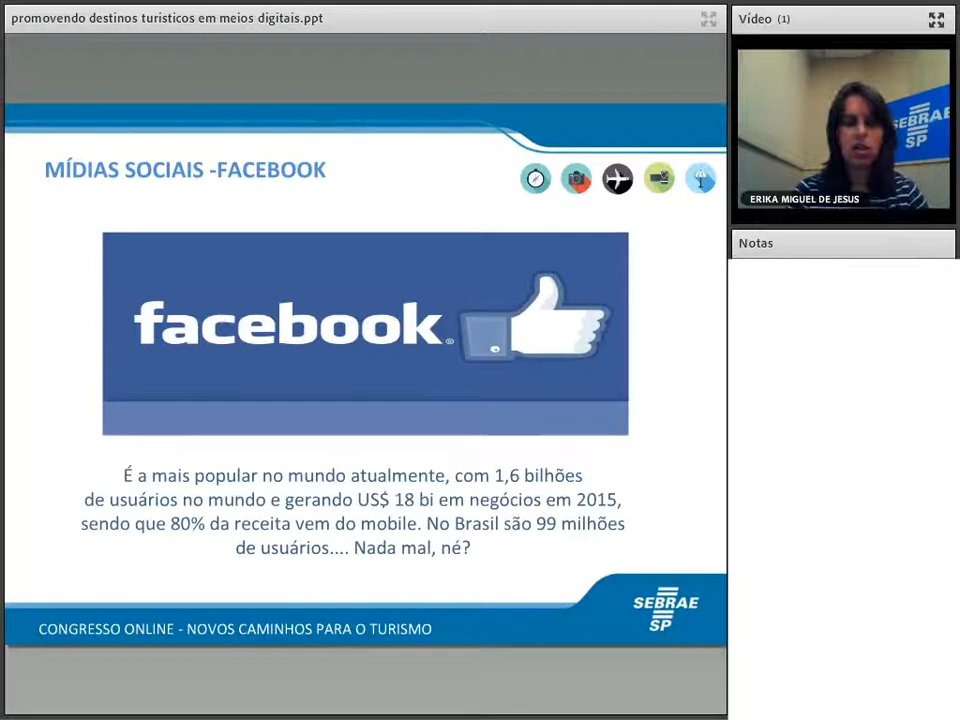 promovendo destinos turisticos em meios digitais.ppt
Vídeo (1)
SEBRAE
SP
ERIKA MIGUEL DE JESUS
Notas
MÍDIAS SOCIAIS -FACEBOOK
facebook®
É a mais popular no mundo atualmente, com 1,6 bilhões
de usuários no mundo e gerando US$ 18 bi em negócios em 2015,
sendo que 80% da receita vem do mobile. No Brasil são 99 milhões
de usuários.... Nada mal, né?
SEBRAE
SP
CONGRESSO ONLINE - NOVOS CAMINHOS PARA O TURISMO